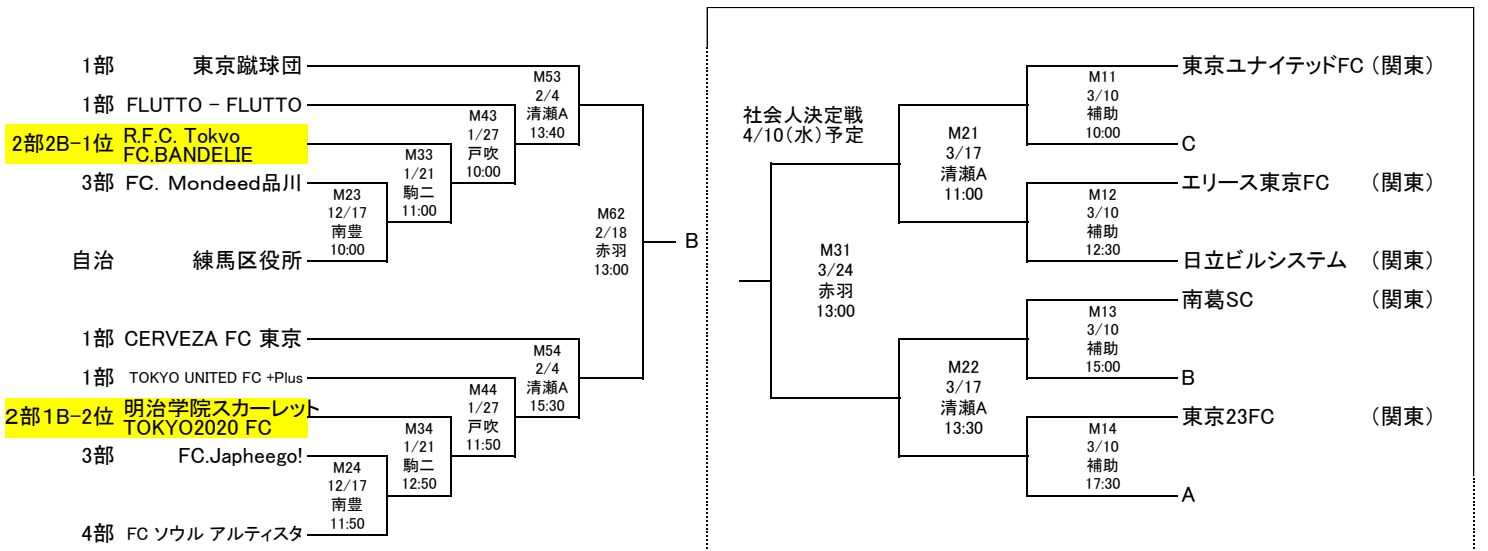 1部 東京蹴球団
1部 FLUTTO - FLUTTO
2部2B-1位 R.F.C. Tokyo
FC.BANDELIE
3部 FC. Mondeed品川
自治 練馬区役所
M23
12/17
南豊
10:00
M33
1/21
駒二
11:00
M43
1/27
戸吹
10:00
M53
2/4
清瀬A
13:40
1部 CERVEZA FC 東京
1部 TOKYO UNITED FC +Plus
2部1B-2位 明治学院スカーレット
TOKYO2020 FC
3部 FC.Japheego!
4部 FC ソウル アルティスタ
M24
12/17
南豊
11:50
M34
1/21
駒二
12:50
M44
1/27
戸吹
11:50
M54
2/4
清瀬A
15:30
M62
2/18
赤羽
13:00
B
社会人決定戦
4/10(水)予定
M31
3/24
赤羽
13:00
M21
3/17
清瀬A
11:00
M22
3/17
清瀬A
13:30
M11
3/10
補助
10:00
M12
3/10
補助
12:30
M13
3/10
補助
15:00
M14
3/10
補助
17:30
東京ユナイテッドFC (関東)
C
エリース東京FC (関東)
日立ビルシステム (関東)
南葛SC (関東)
B
東京23FC (関東)
A